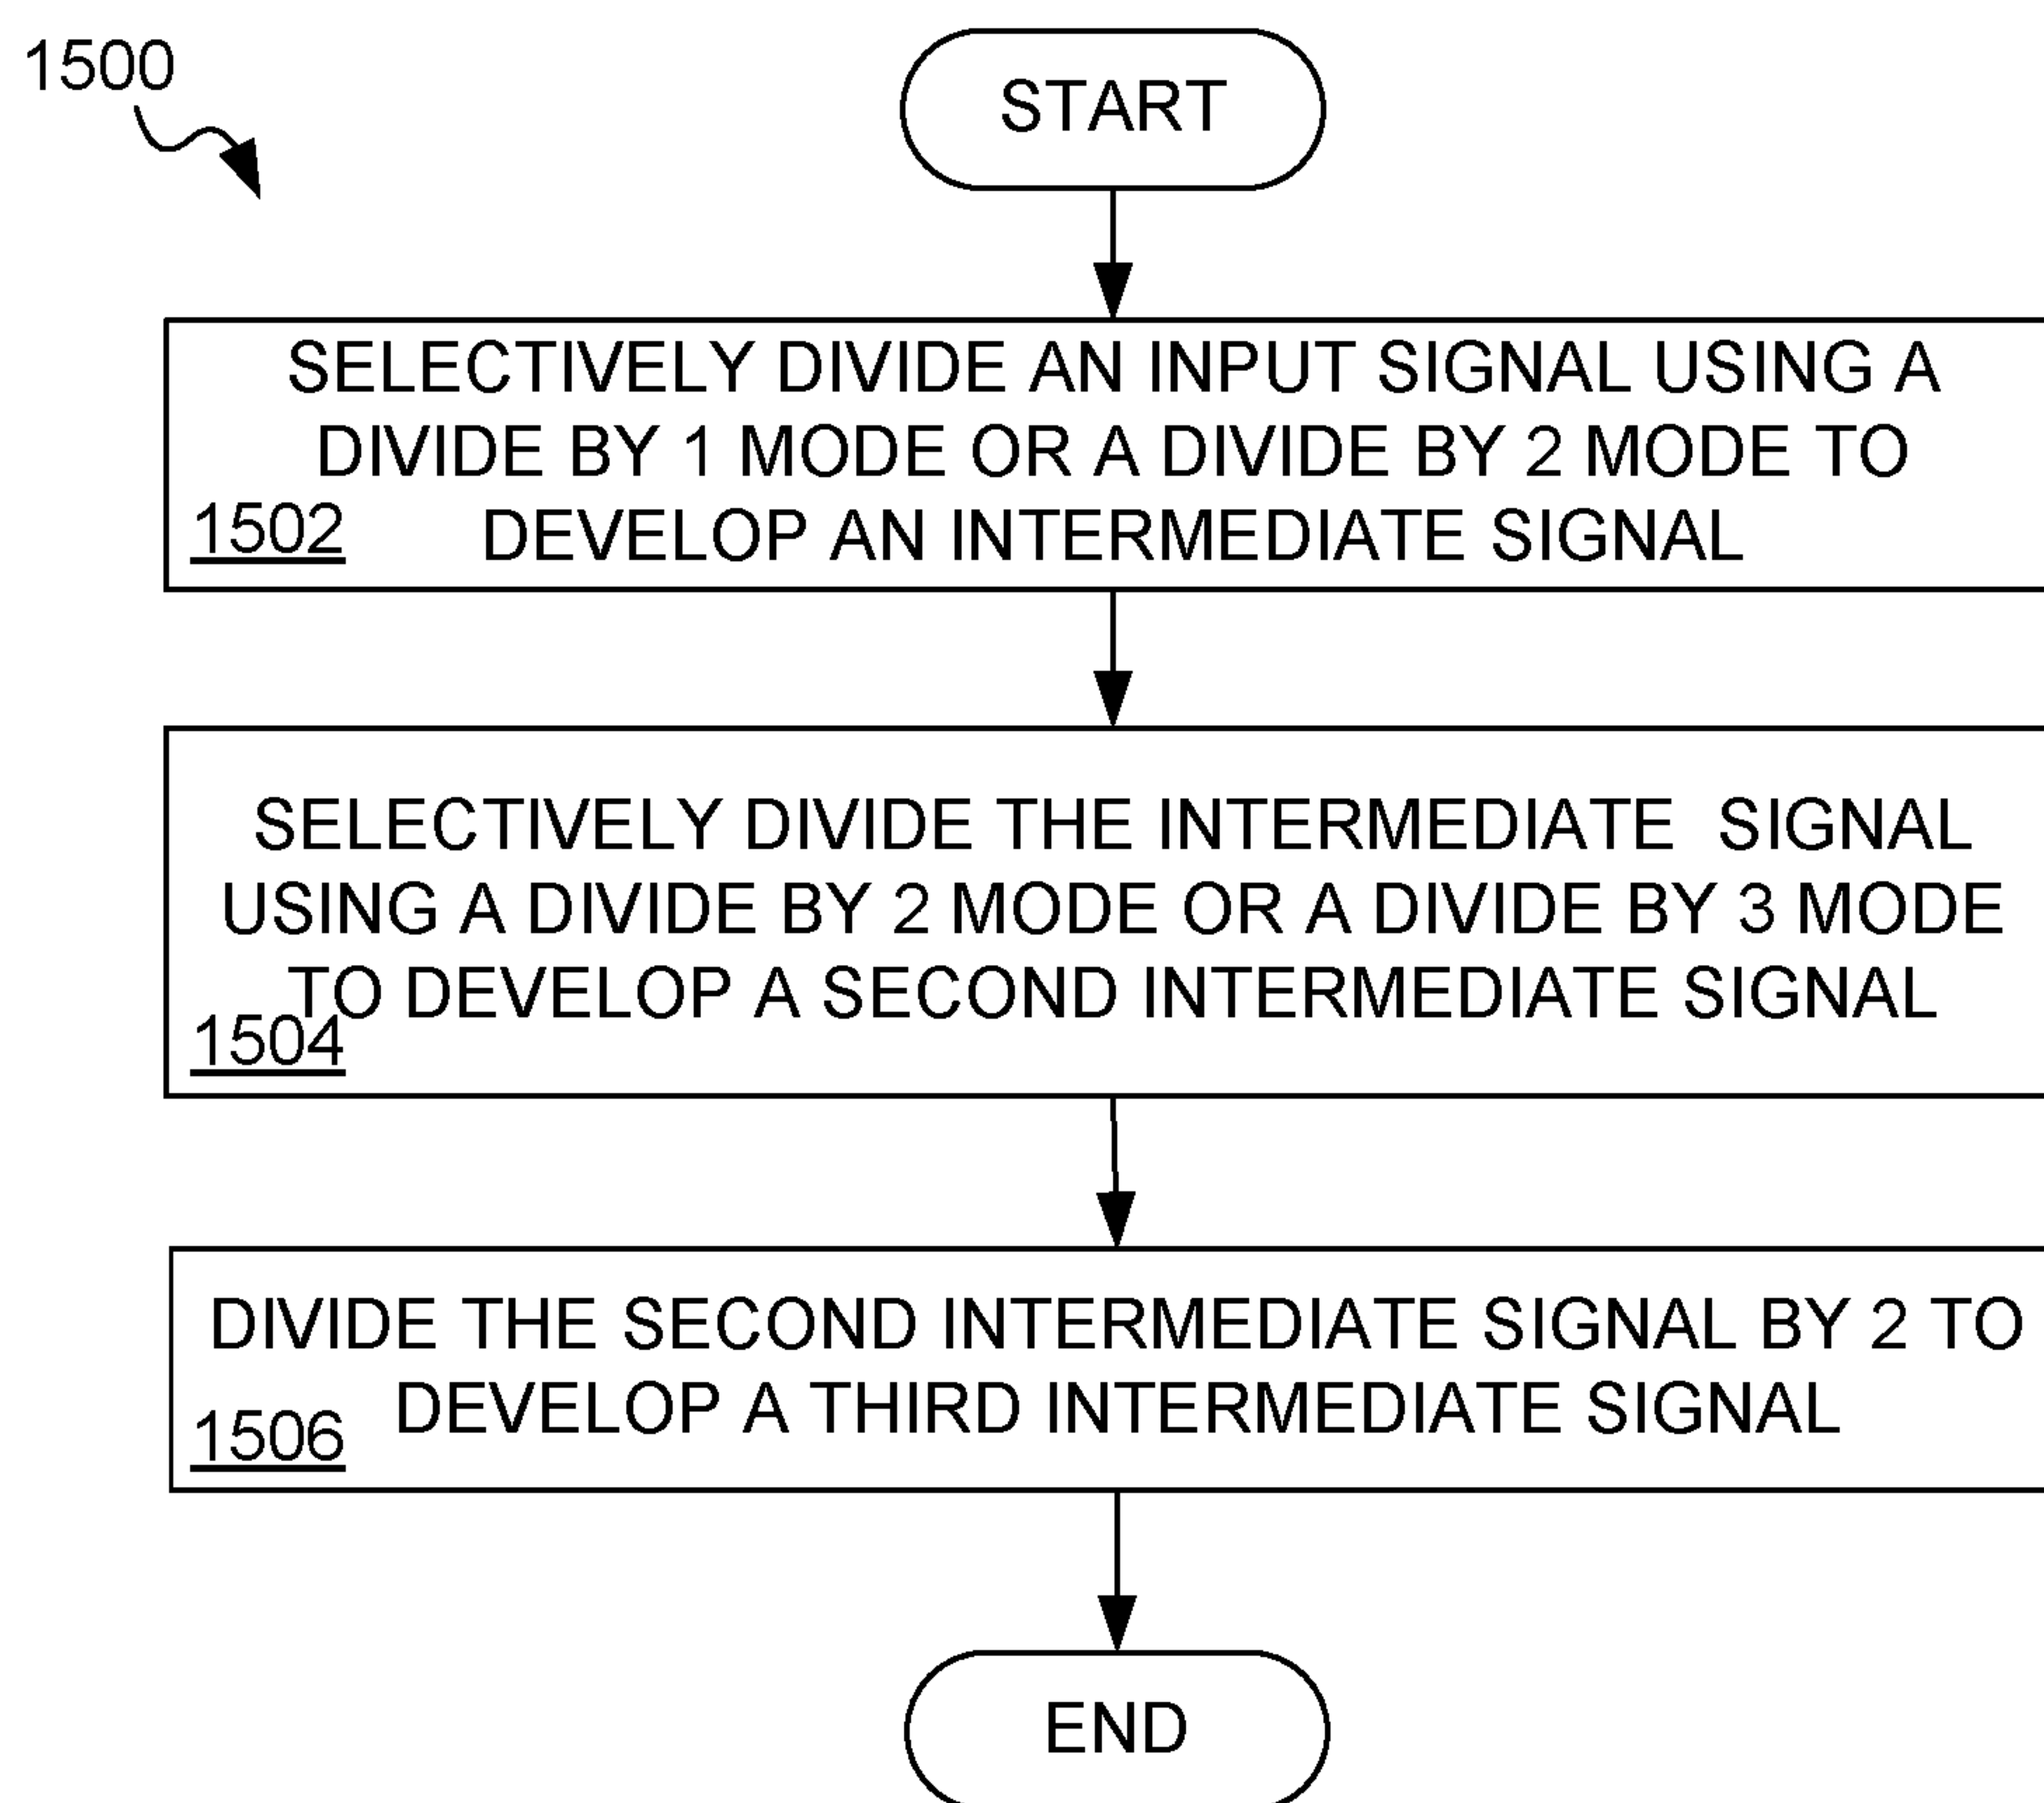 1500
START
SELECTIVELY DIVIDE AN INPUT SIGNAL USING A
DIVIDE BY 1 MODE OR A DIVIDE BY 2 MODE TO
DEVELOP AN INTERMEDIATE SIGNAL
1502
SELECTIVELY DIVIDE THE INTERMEDIATE SIGNAL
USING A DIVIDE BY 2 MODE OR A DIVIDE BY 3 MODE
TO DEVELOP A SECOND INTERMEDIATE SIGNAL
1504
DIVIDE THE SECOND INTERMEDIATE SIGNAL BY 2 TO
DEVELOP A THIRD INTERMEDIATE SIGNAL
1506
END